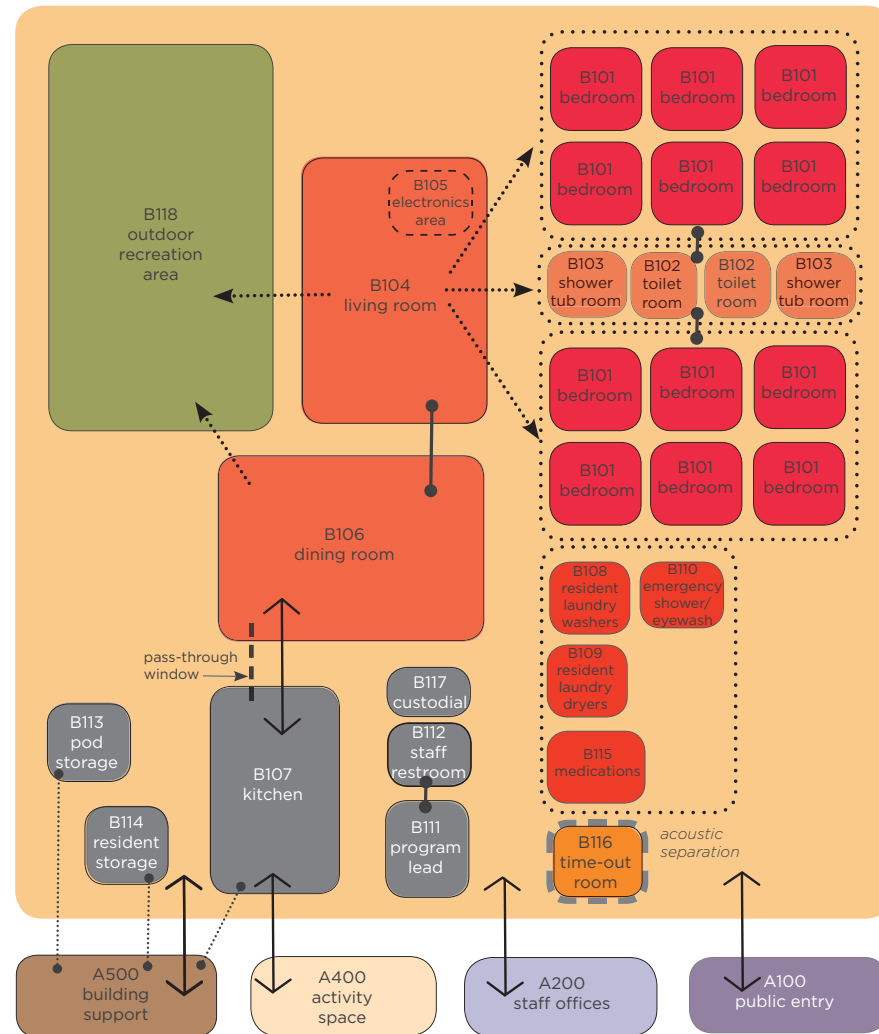 B101
bedroom
B101
bedroom
B101
bedroom
B101
bedroom
B101
bedroom
B101
bedroom
B105
electronics
area
B118
outdoor
recreation
area
B104
living room
B103
shower
tub room
B102
toilet
room
B102
toilet
room
B103
shower
tub room
B101
bedroom
B101
bedroom
B101
bedroom
B101
bedroom
B101
bedroom
B101
bedroom
B106
dining room
B108
resident
laundry
washers
B110
emergency
shower/
eyewash
B109
resident
laundry
dryers
pass-through
window
B117
custodial
B113
pod
storage
B112
staff
restroom
B107
kitchen
B115
medications
B114
resident
storage
B111
program
lead
B116
time-out
room
acoustic
separation
A500
building
support
A400
activity
space
A200
staff offices
A100
public entry